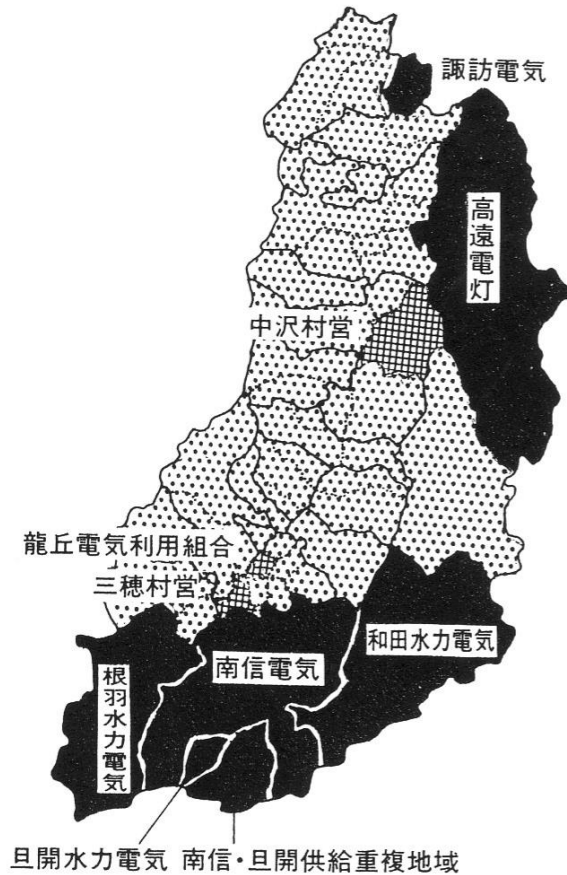 諏訪電気
高遠電灯
中沢村営
龍丘電気利用組合
三穂村営
和田水力電気
南信電気
根羽水力電気
旦開水力電気
南信・旦開供給重複地域